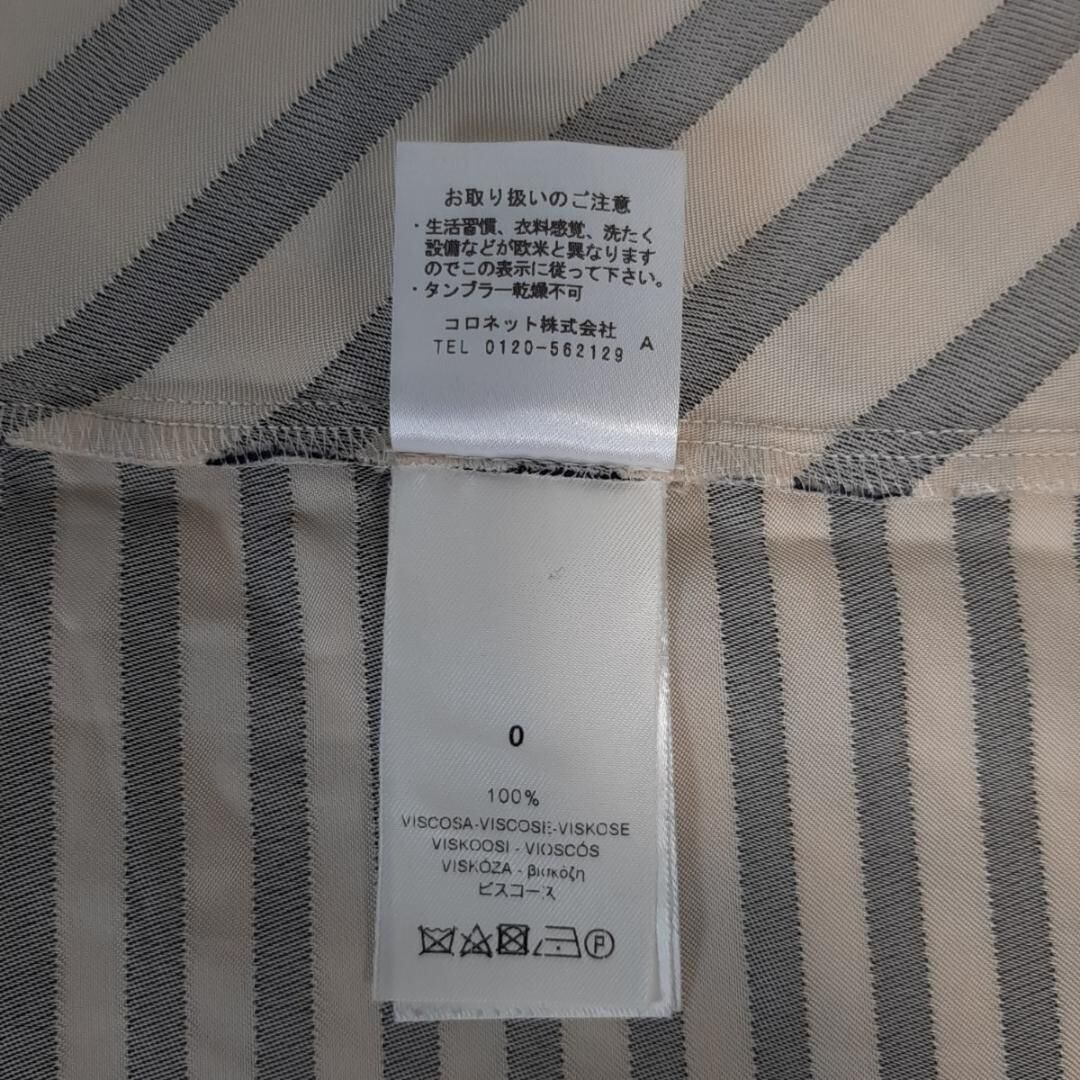 お取り扱いのご注意
・生活習慣、衣料感覚、洗たく
設備などが欧米と異なります
のでこの表示に従って下さい。
・タンブラー乾燥不可
コロネット株式会社
TEL 0120-562129 A
0
100%
VISCOSA-VISCOSE-VISKOSE
VISKOOSI - VIOSCÓS
VISKÓZA - βισκόζη
ビスコース
P